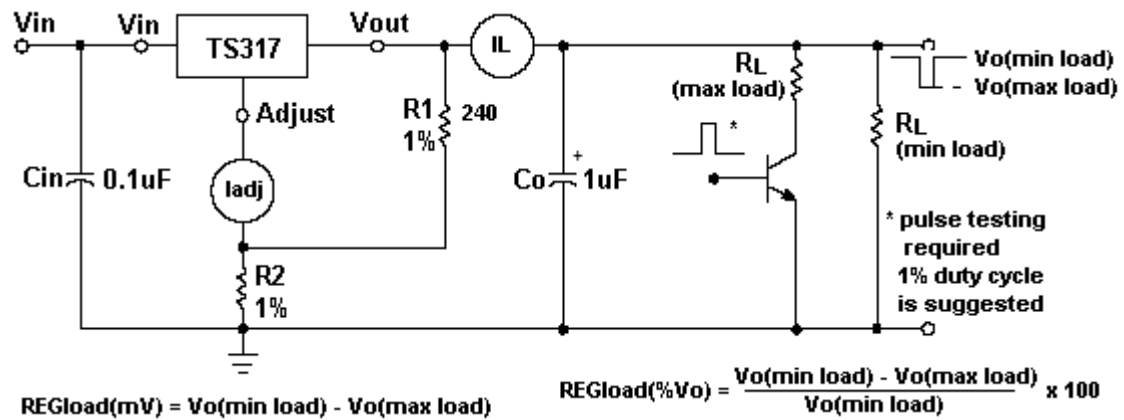 Vin
Vin
TS317
Vout
IL
Adjust
R1
1%
240
Cin
0.1uF
Iadj
R2
1%
Co
+
1uF
RL
(max load)
*
RL
(min load)
Vo(min load)
Vo(max load)
* pulse testing
required
1% duty cycle
is suggested
REGload(mV) = Vo(min load) - Vo(max load)
REGload(%Vo) = Vo(min load) - Vo(max load)
Vo(min load)
x 100